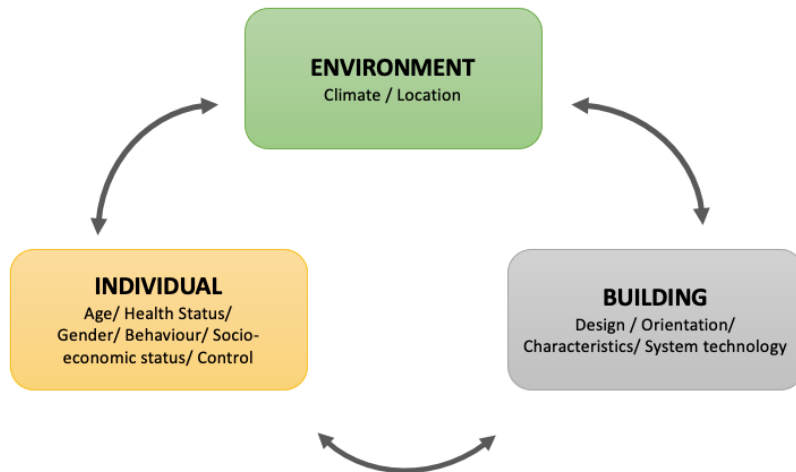 ENVIRONMENT
Climate / Location
INDIVIDUAL
Age/ Health Status/
Gender/ Behaviour/ Socio-
economic status/ Control
BUILDING
Design / Orientation/
Characteristics/ System technology